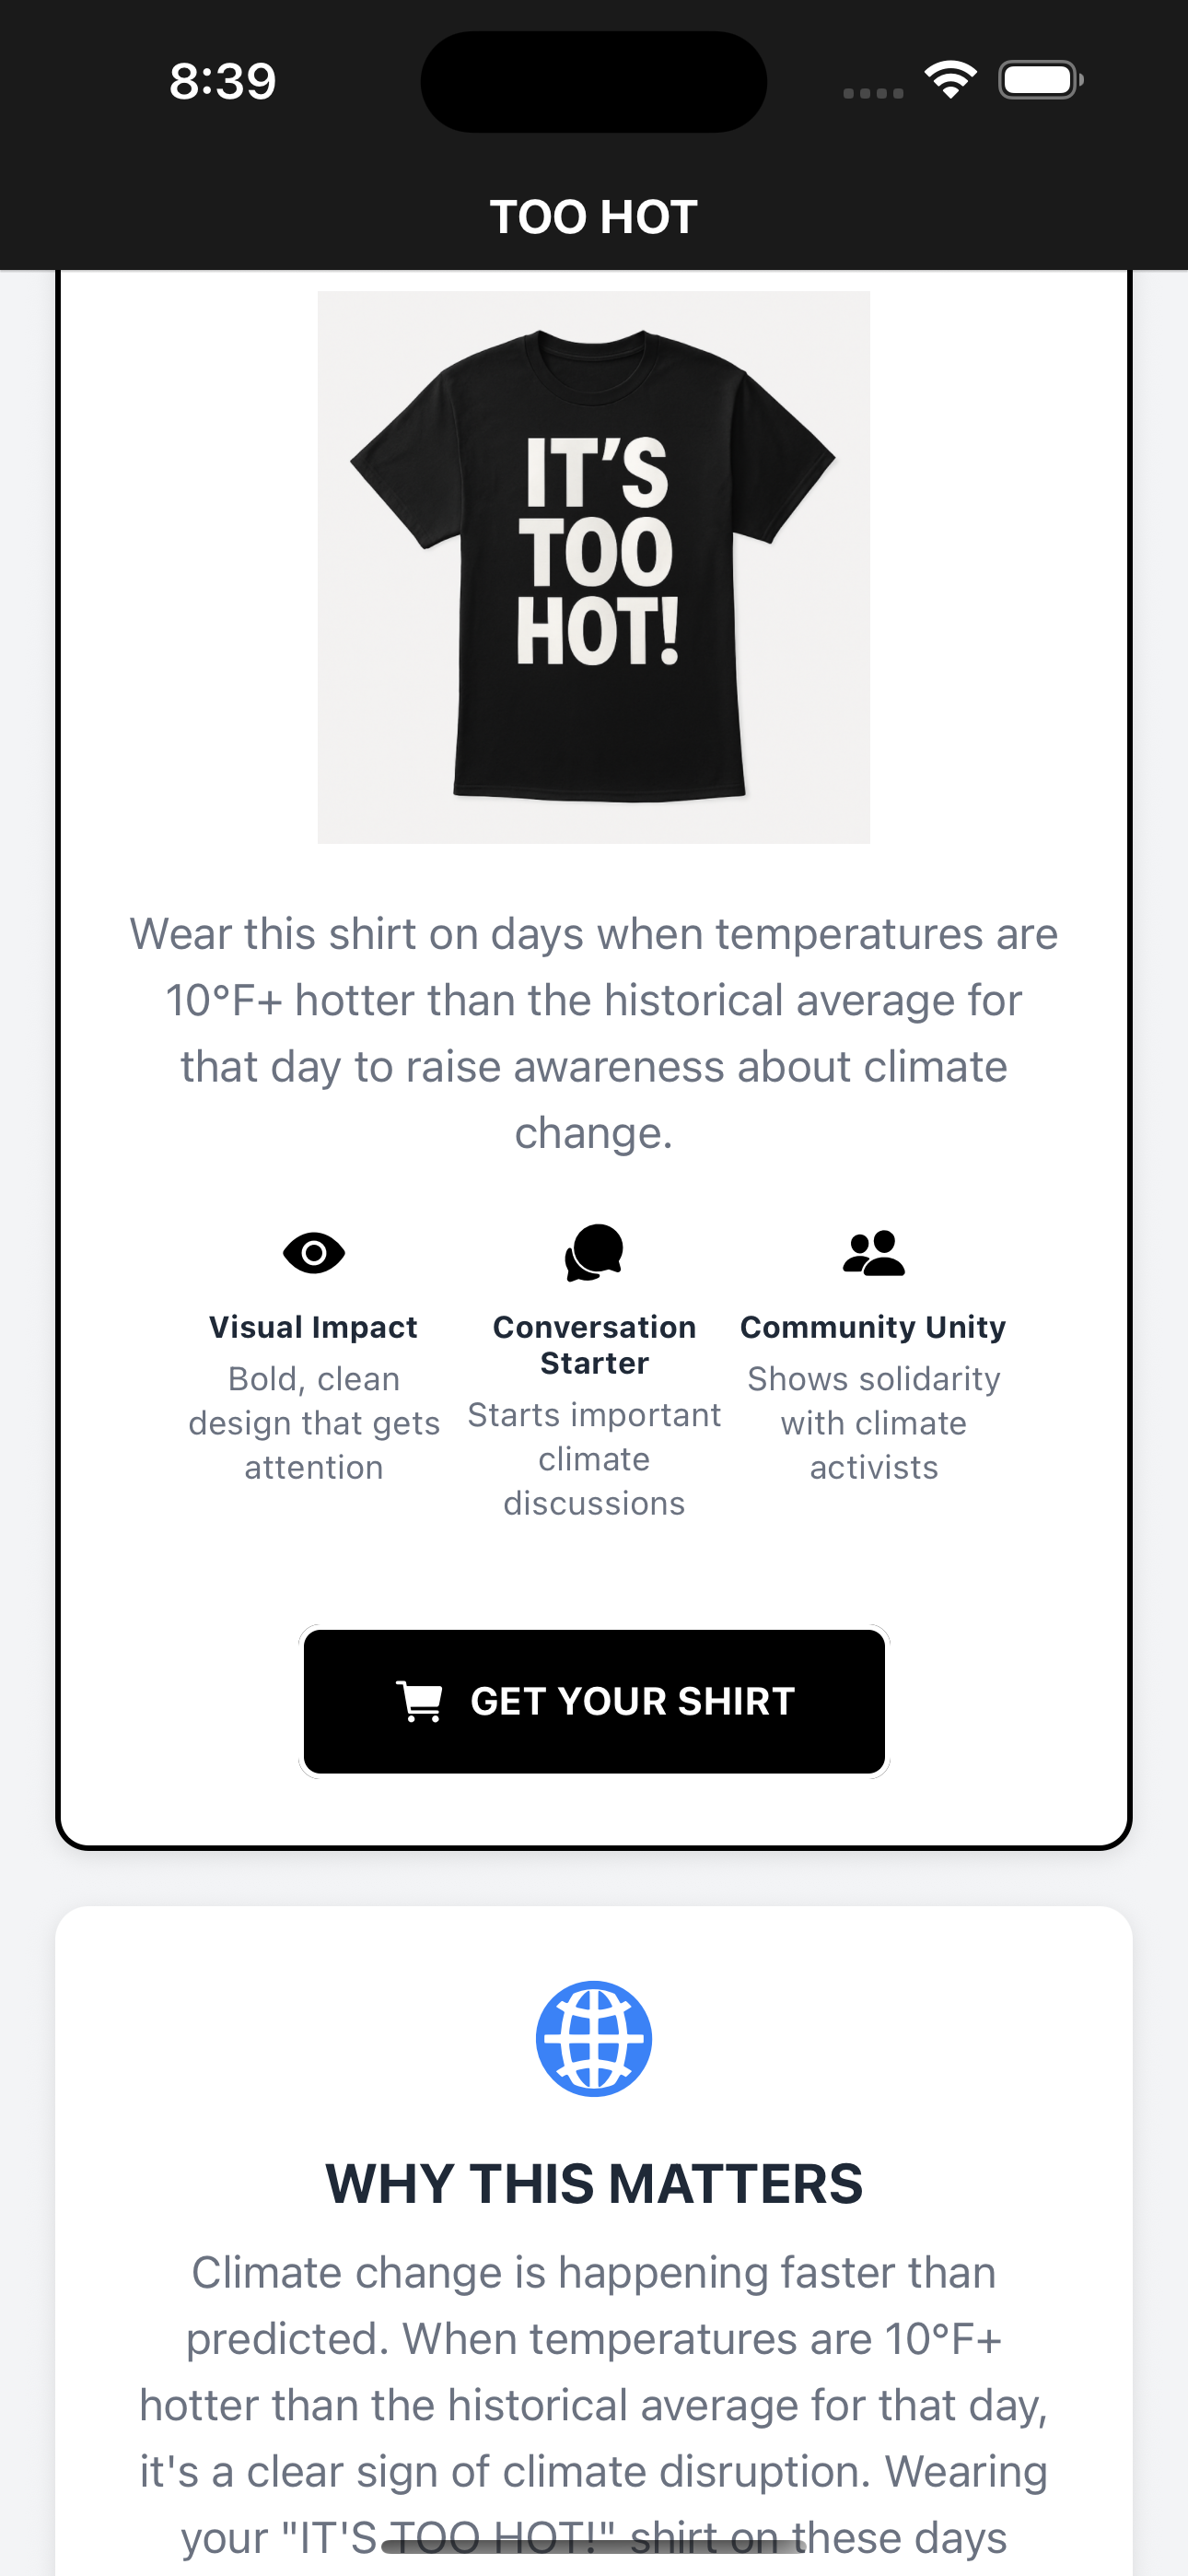 8:39
TOO HOT
IT'S
TOO
HOT!
Wear this shirt on days when temperatures are
10°F+ hotter than the historical average for
that day to raise awareness about climate
change.
Visual Impact
Bold, clean
design that gets
attention
Conversation
Starter
Starts important
climate
discussions
Community Unity
Shows solidarity
with climate
activists
GET YOUR SHIRT
WHY THIS MATTERS
Climate change is happening faster than
predicted. When temperatures are 10°F+
hotter than the historical average for that day,
it's a clear sign of climate disruption. Wearing
your "IT'S TOO HOT!" shirt on these days